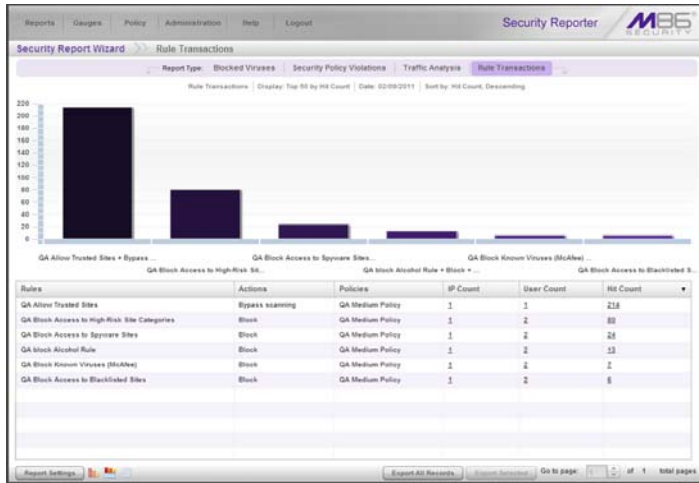 Reports Gauges Policy Administration Help Logout
Security Reporter
M86 SECURITY
Security Report Wizard Rule Transactions
Report Type: Blocked Viruses Security Policy Violations Traffic Analysis Rule Transactions
Rule Transactions Display: Top 50 by Hit Count Date: 02/09/2011 Sort by: Hit Count, Descending
220
200
180
160
140
120
100
80
60
40
20
0
QA Allow Trusted Sites + Bypass ... QA Block Access to Spyware Sites... QA Block Known Viruses (McAfee) ...
QA Block Access to High-Risk Sit... QA block Alcohol Rule + Block + ... QA Block Access to Blacklisted S...
Rules Actions Policies IP Count User Count Hit Count
QA Allow Trusted Sites Bypass scanning QA Medium Policy 1 1 214
QA Block Access to High-Risk Site Categories Block QA Medium Policy 1 2 80
QA Block Access to Spyware Sites Block QA Medium Policy 1 2 24
QA block Alcohol Rule Block QA Medium Policy 1 2 13
QA Block Known Viruses (McAfee) Block QA Medium Policy 1 2 7
QA Block Access to Blacklisted Sites Block QA Medium Policy 1 2 6
Report Settings Export All Records Export Selected Go to page: 1 of 1 total pages